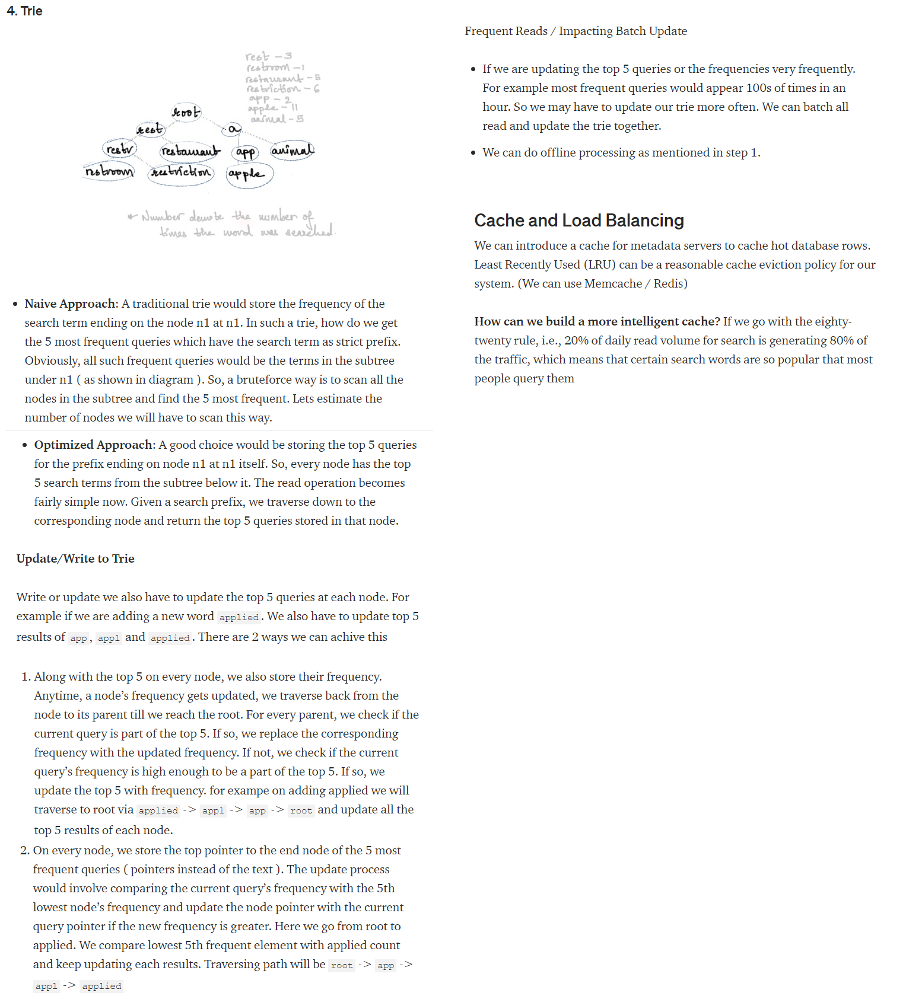 4. Trie
rest - 3
restroom - 1
restaurant - 5
restriction - 6
app - 2
apple - 11
animal - 5
root
rest
a
restr
restaurant
app
animal
restroom
restriction
apple
* Number denote the number of
times the word was searched.
• Naive Approach: A traditional trie would store the frequency of the
search term ending on the node n1 at n1. In such a trie, how do we get
the 5 most frequent queries which have the search term as strict prefix.
Obviously, all such frequent queries would be the terms in the subtree
under n1 ( as shown in diagram ). So, a bruteforce way is to scan all the
nodes in the subtree and find the 5 most frequent. Lets estimate the
number of nodes we will have to scan this way.
• Optimized Approach: A good choice would be storing the top 5 queries
for the prefix ending on node n1 at n1 itself. So, every node has the top
5 search terms from the subtree below it. The read operation becomes
fairly simple now. Given a search prefix, we traverse down to the
corresponding node and return the top 5 queries stored in that node.
Update/Write to Trie
Write or update we also have to update the top 5 queries at each node. For
example if we are adding a new word applied. We also have to update top 5
results of app, appl and applied. There are 2 ways we can achive this
1. Along with the top 5 on every node, we also store their frequency.
Anytime, a node’s frequency gets updated, we traverse back from the
node to its parent till we reach the root. For every parent, we check if the
current query is part of the top 5. If so, we replace the corresponding
frequency with the updated frequency. If not, we check if the current
query’s frequency is high enough to be a part of the top 5. If so, we
update the top 5 with frequency. for exampe on adding applied we will
traverse to root via applied -> appl -> app -> root and update all the
top 5 results of each node.
2. On every node, we store the top pointer to the end node of the 5 most
frequent queries ( pointers instead of the text ). The update process
would involve comparing the current query’s frequency with the 5th
lowest node’s frequency and update the node pointer with the current
query pointer if the new frequency is greater. Here we go from root to
applied. We compare lowest 5th frequent element with applied count
and keep updating each results. Traversing path will be root -> app ->
appl -> applied
Frequent Reads / Impacting Batch Update
• If we are updating the top 5 queries or the frequencies very frequently.
For example most frequent queries would appear 100s of times in an
hour. So we may have to update our trie more often. We can batch all
read and update the trie together.
• We can do offline processing as mentioned in step 1.
Cache and Load Balancing
We can introduce a cache for metadata servers to cache hot database rows.
Least Recently Used (LRU) can be a reasonable cache eviction policy for our
system. (We can use Memcache / Redis)
How can we build a more intelligent cache? If we go with the eighty-
twenty rule, i.e., 20% of daily read volume for search is generating 80% of
the traffic, which means that certain search words are so popular that most
people query them